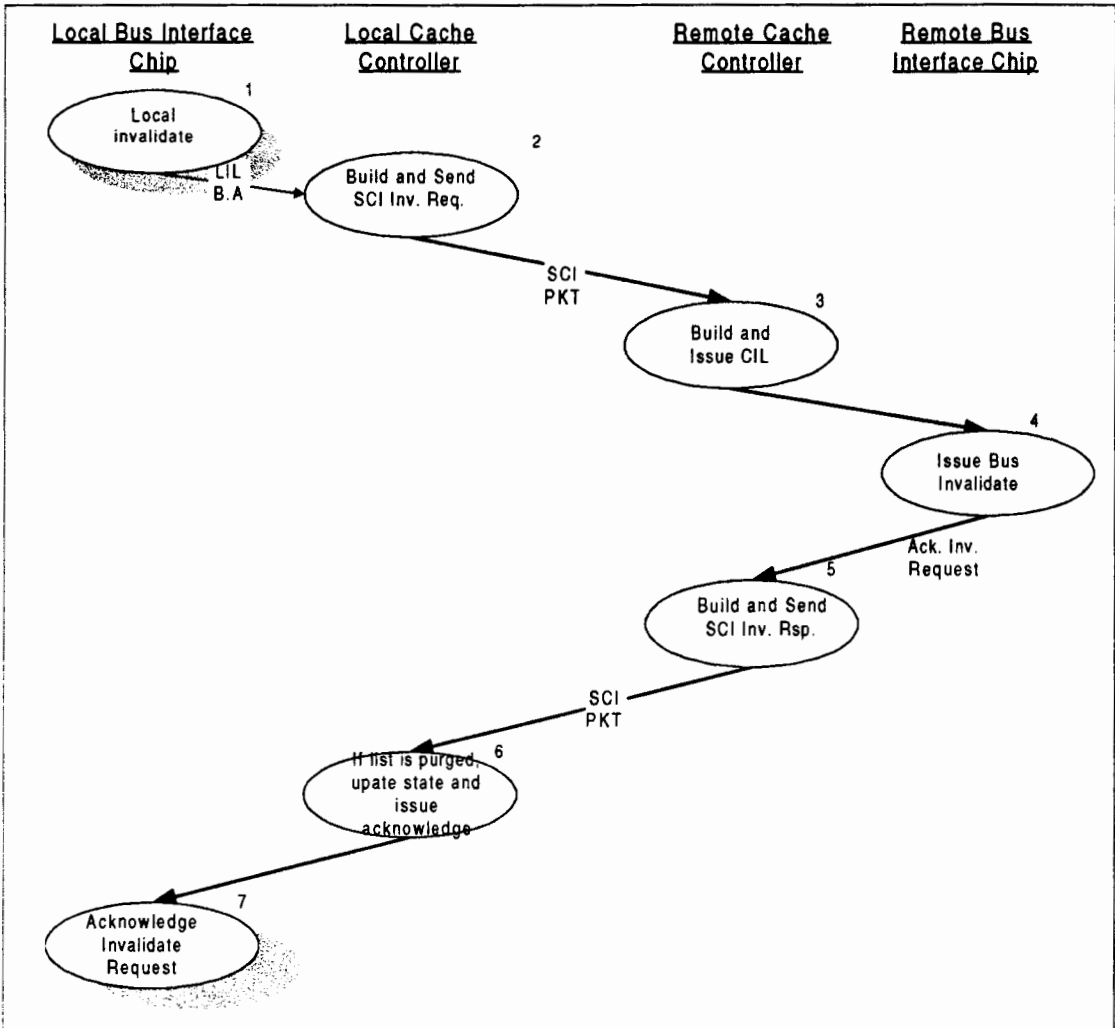 Local Bus Interface
Chip
Local Cache
Controller
Remote Cache
Controller
Remote Bus
Interface Chip
1
Local
invalidate
LIL
B.A
2
Build and Send
SCI Inv. Req.
SCI
PKT
3
Build and
Issue CIL
4
Issue Bus
Invalidate
Ack. Inv.
Request
5
Build and Send
SCI Inv. Rsp.
SCI
PKT
6
If list is purged,
upate state and
issue
acknowledge
7
Acknowledge
Invalidate
Request